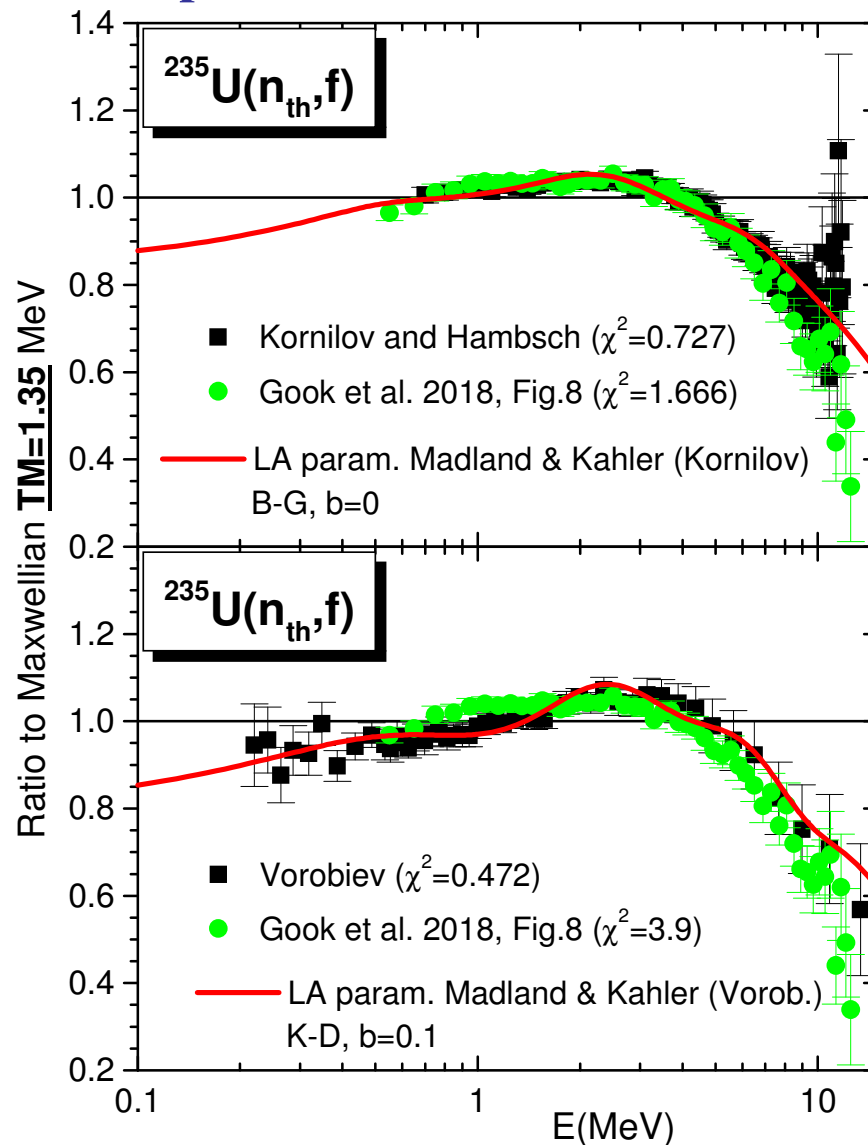 p
1.4
²³⁵U(nth,f)
1.2
1.0
0.8
Kornilov and Hambsch (χ²=0.727)
0.6
Gook et al. 2018, Fig.8 (χ²=1.666)
0.4
LA param. Madland & Kahler (Kornilov)
B-G, b=0
0.2
Ratio to Maxwellian TM=1.35 MeV
²³⁵U(nth,f)
1.2
1.0
0.8
Vorobiev (χ²=0.472)
0.6
Gook et al. 2018, Fig.8 (χ²=3.9)
0.4
LA param. Madland & Kahler (Vorob.)
K-D, b=0.1
0.2
0.1 1 10
E(MeV)